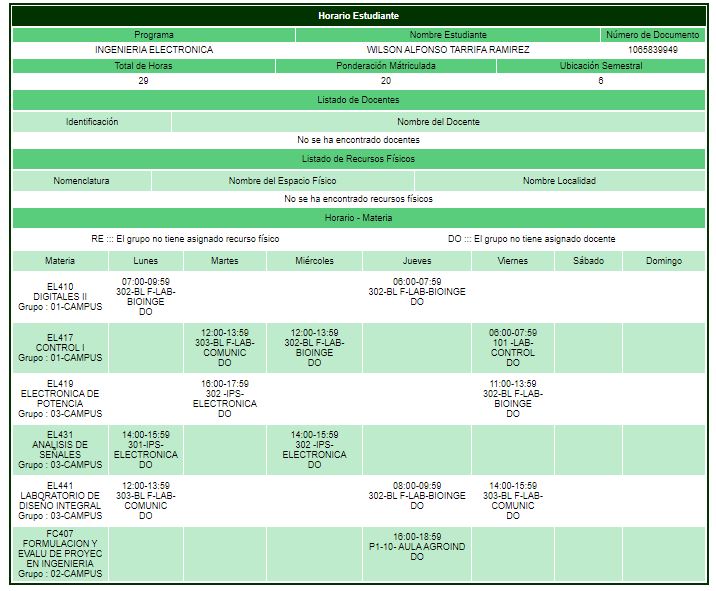 Horario Estudiante
Programa Nombre Estudiante Número de Documento
INGENIERIA ELECTRONICA WILSON ALFONSO TARRIFA RAMIREZ 1065839949
Total de Horas Ponderación Mátriculada Ubicación Semestral
29 20 6
Listado de Docentes
Identificación Nombre del Docente
No se ha encontrado docentes
Listado de Recursos Físicos
Nomenclatura Nombre del Espacio Físico Nombre Localidad
No se ha encontrado recursos físicos
Horario - Materia
RE ::: El grupo no tiene asignado recurso físico DO ::: El grupo no tiene asignado docente
Materia Lunes Martes Miércoles Jueves Viernes Sábado Domingo
EL410
DIGITALES II
Grupo : 01-CAMPUS
07:00-09:59
302-BL F-LAB-
BIOINGE
DO
06:00-07:59
302-BL F-LAB-BIOINGE
DO
EL417
CONTROL I
Grupo : 01-CAMPUS
12:00-13:59
303-BL F-LAB-
COMUNIC
DO
12:00-13:59
302-BL F-LAB-
BIOINGE
DO
06:00-07:59
101 -LAB-
CONTROL
DO
EL419
ELECTRONICA DE
POTENCIA
Grupo : 03-CAMPUS
16:00-17:59
302 -IPS-
ELECTRONICA
DO
11:00-13:59
302-BL F-LAB-
BIOINGE
DO
EL431
ANALISIS DE
SEÑALES
Grupo : 03-CAMPUS
14:00-15:59
301-IPS-
ELECTRONICA
DO
14:00-15:59
302 -IPS-
ELECTRONICA
DO
EL441
LABORATORIO DE
DISEÑO INTEGRAL
Grupo : 03-CAMPUS
12:00-13:59
303-BL F-LAB-
COMUNIC
DO
08:00-09:59
302-BL F-LAB-BIOINGE
DO
14:00-15:59
303-BL F-LAB-
COMUNIC
DO
FC407
FORMULACION Y
EVALU DE PROYEC
EN INGENIERIA
Grupo : 02-CAMPUS
16:00-18:59
P1-10- AULA AGROIND
DO